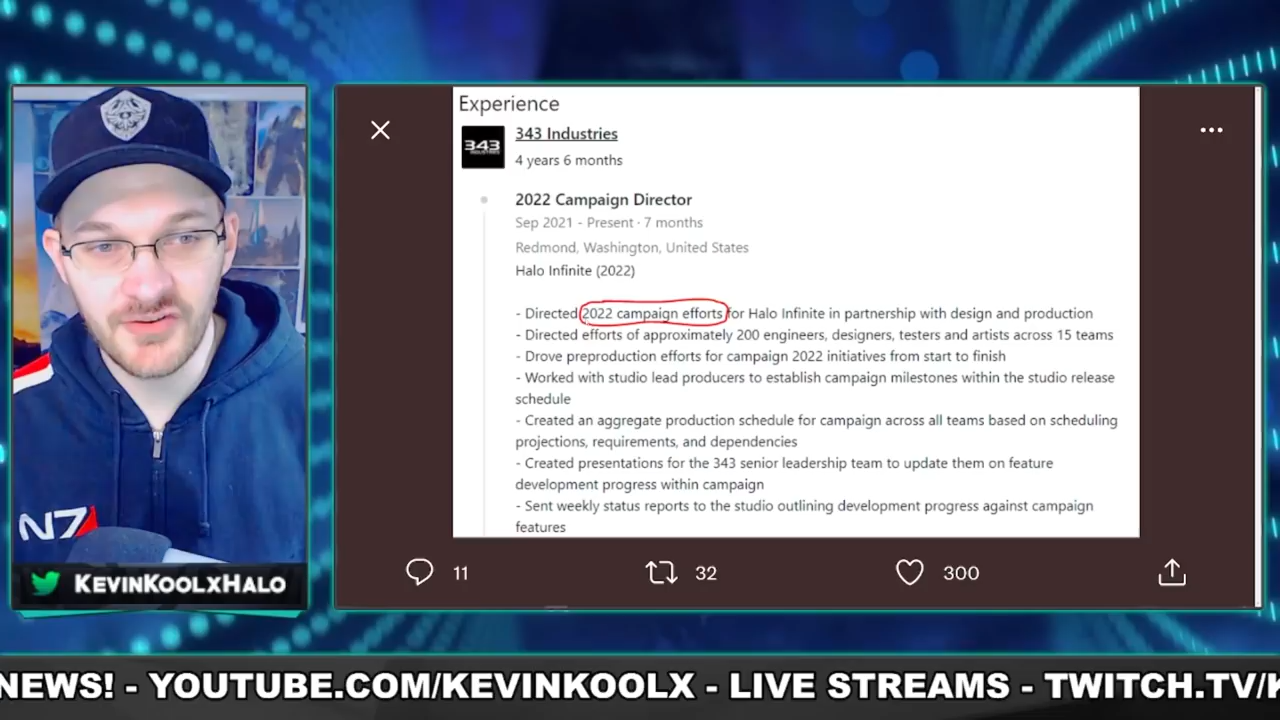 Experience
343
INDUSTRIES
343 Industries
4 years 6 months
2022 Campaign Director
Sep 2021 - Present · 7 months
Redmond, Washington, United States
Halo Infinite (2022)
- Directed 2022 campaign efforts for Halo Infinite in partnership with design and production
- Directed efforts of approximately 200 engineers, designers, testers and artists across 15 teams
- Drove preproduction efforts for campaign 2022 initiatives from start to finish
- Worked with studio lead producers to establish campaign milestones within the studio release
schedule
- Created an aggregate production schedule for campaign across all teams based on scheduling
projections, requirements, and dependencies
- Created presentations for the 343 senior leadership team to update them on feature
development progress within campaign
- Sent weekly status reports to the studio outlining development progress against campaign
features
11
32
300
N7
KEVINKOOLXHALO
NEWS! - YOUTUBE.COM/KEVINKOOLX - LIVE STREAMS - TWITCH.TV/K